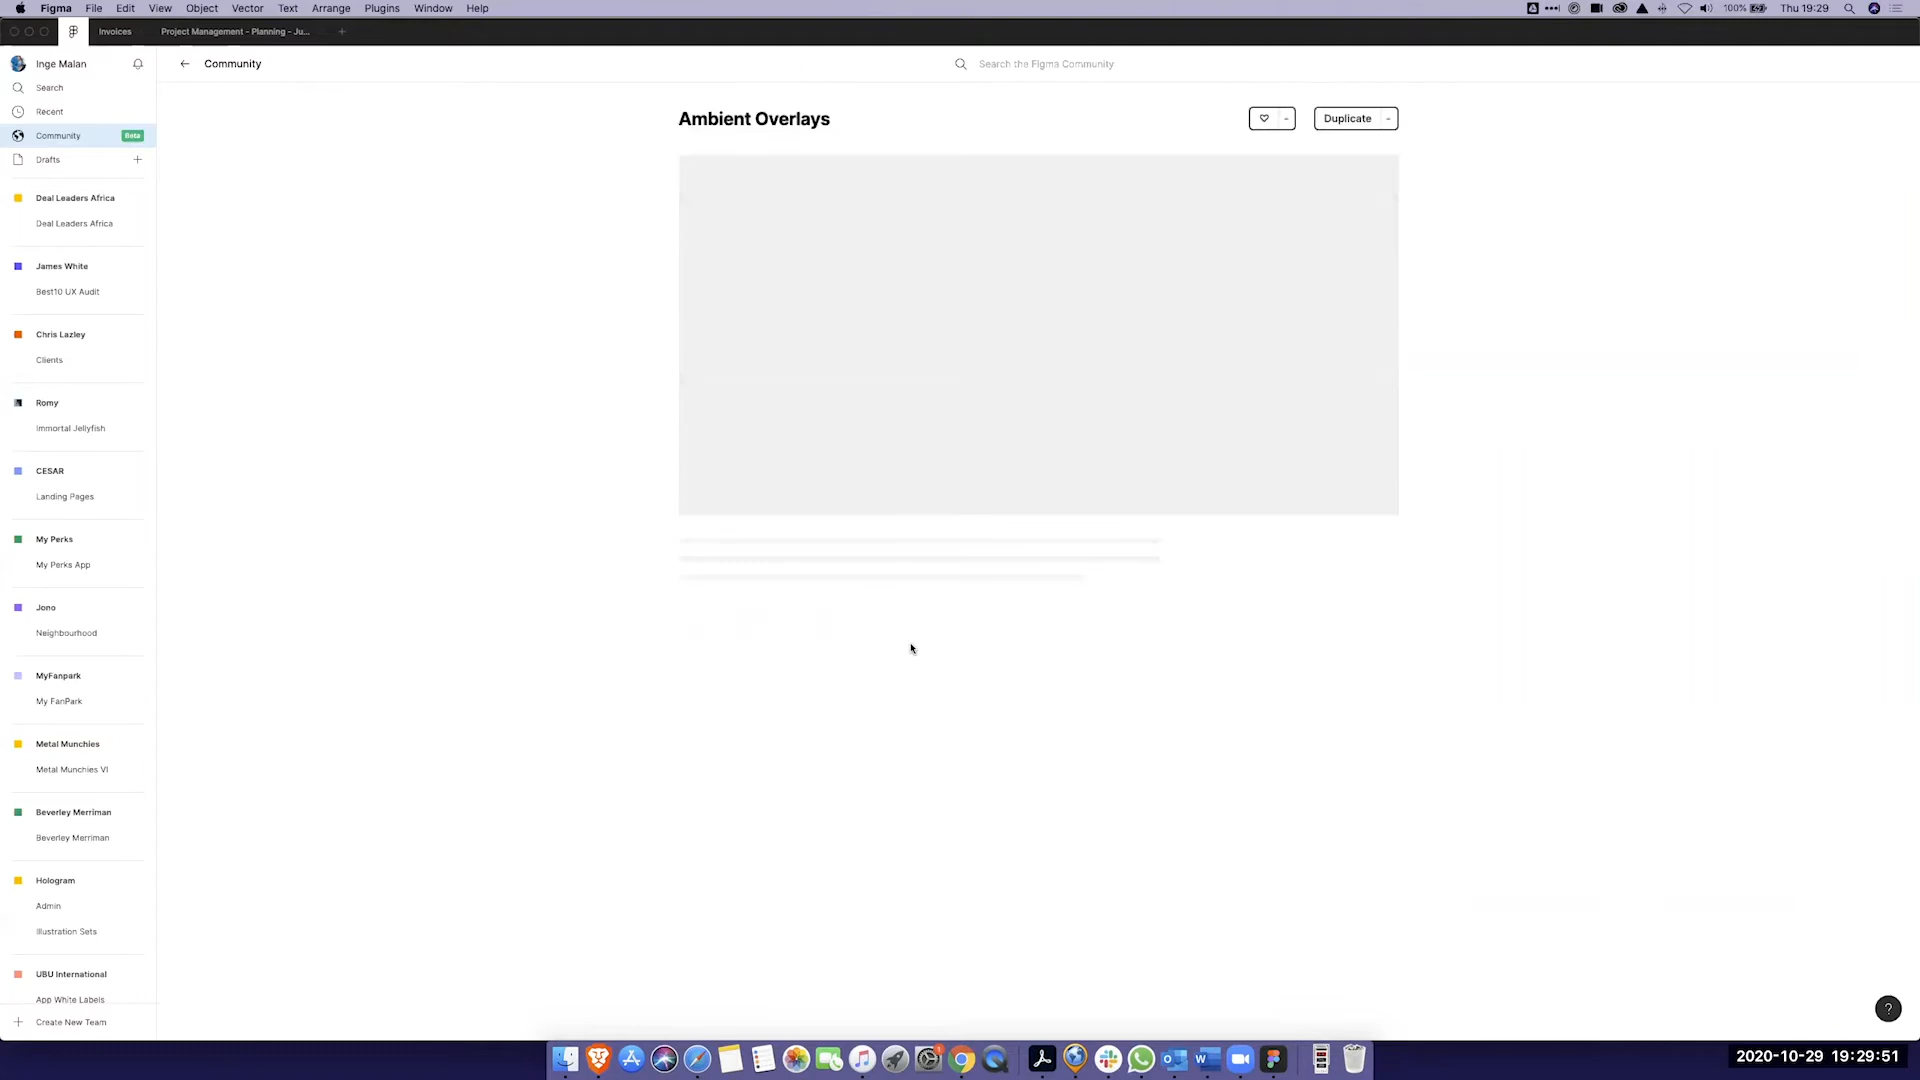 Figma File Edit View Object Vector Text Arrange Plugins Window Help
100% Thu 19:29
Invoices
Project Management - Planning - Ju...
Inge Malan
Community
Search the Figma Community
Search
Recent
Community Beta
Drafts
Ambient Overlays
Duplicate
Deal Leaders Africa
Deal Leaders Africa
James White
Best10 UX Audit
Chris Lazley
Clients
Romy
Immortal Jellyfish
CESAR
Landing Pages
My Perks
My Perks App
Jono
Neighbourhood
MyFanpark
My FanPark
Metal Munchies
Metal Munchies VI
Beverley Merriman
Beverley Merriman
Hologram
Admin
Illustration Sets
UBU International
App White Labels
Create New Team
?
2020-10-29 19:29:51